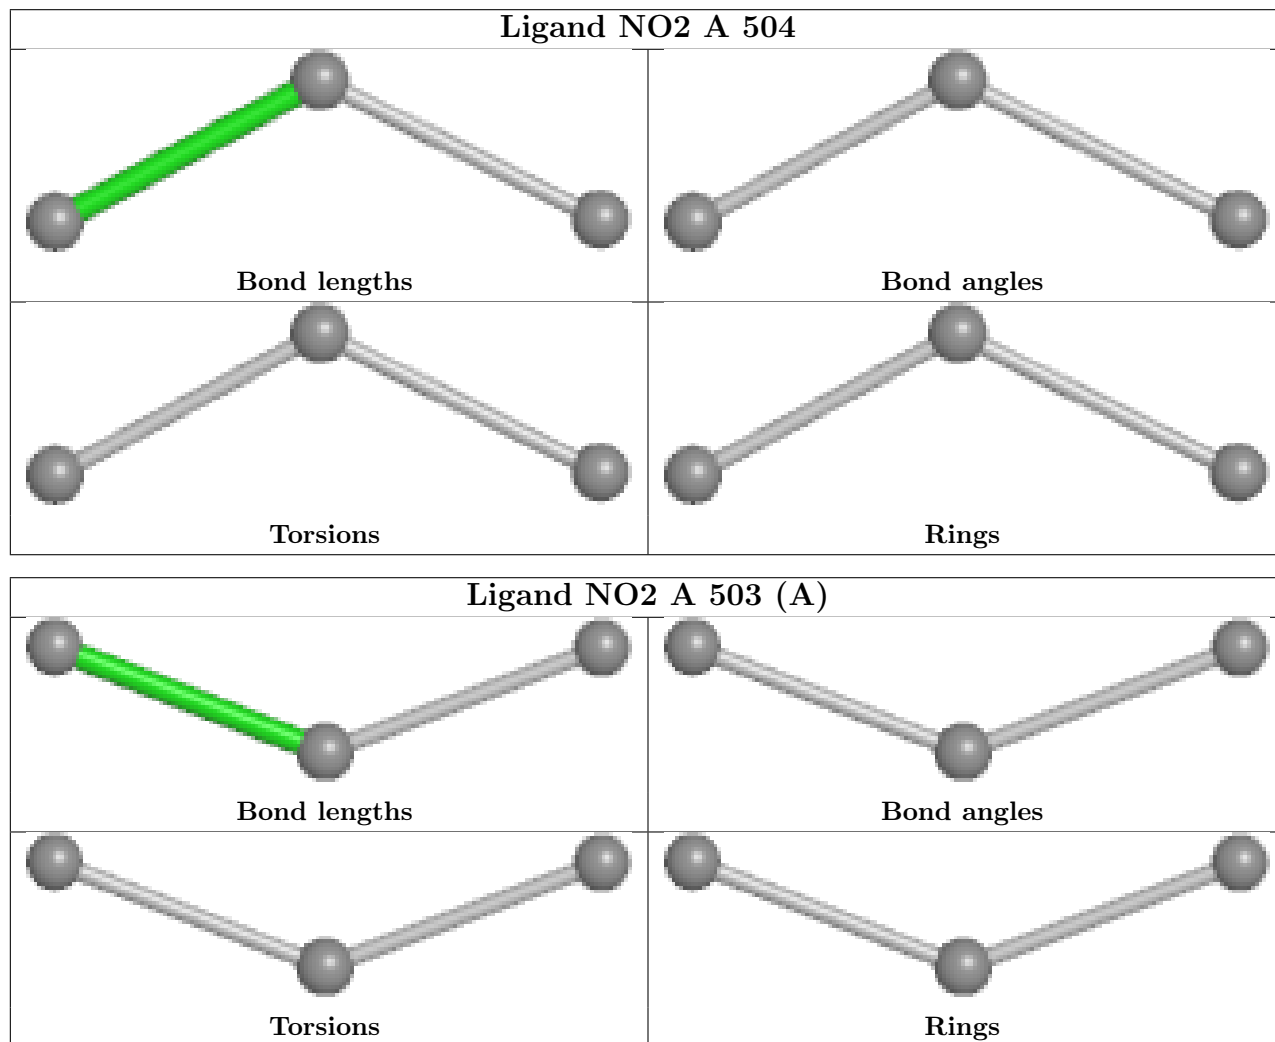 Ligand NO2 A 504
Bond lengths
Bond angles
Torsions
Rings
Ligand NO2 A 503 (A)
Bond lengths
Bond angles
Torsions
Rings